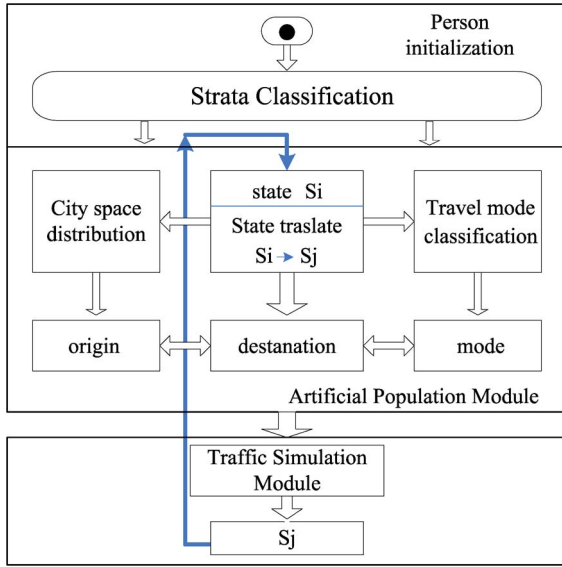 Person
initialization
Strata Classification
City space
distribution
state Si
State traslate
Si → Sj
Travel mode
classification
origin
destanation
mode
Artificial Population Module
Traffic Simulation
Module
Sj